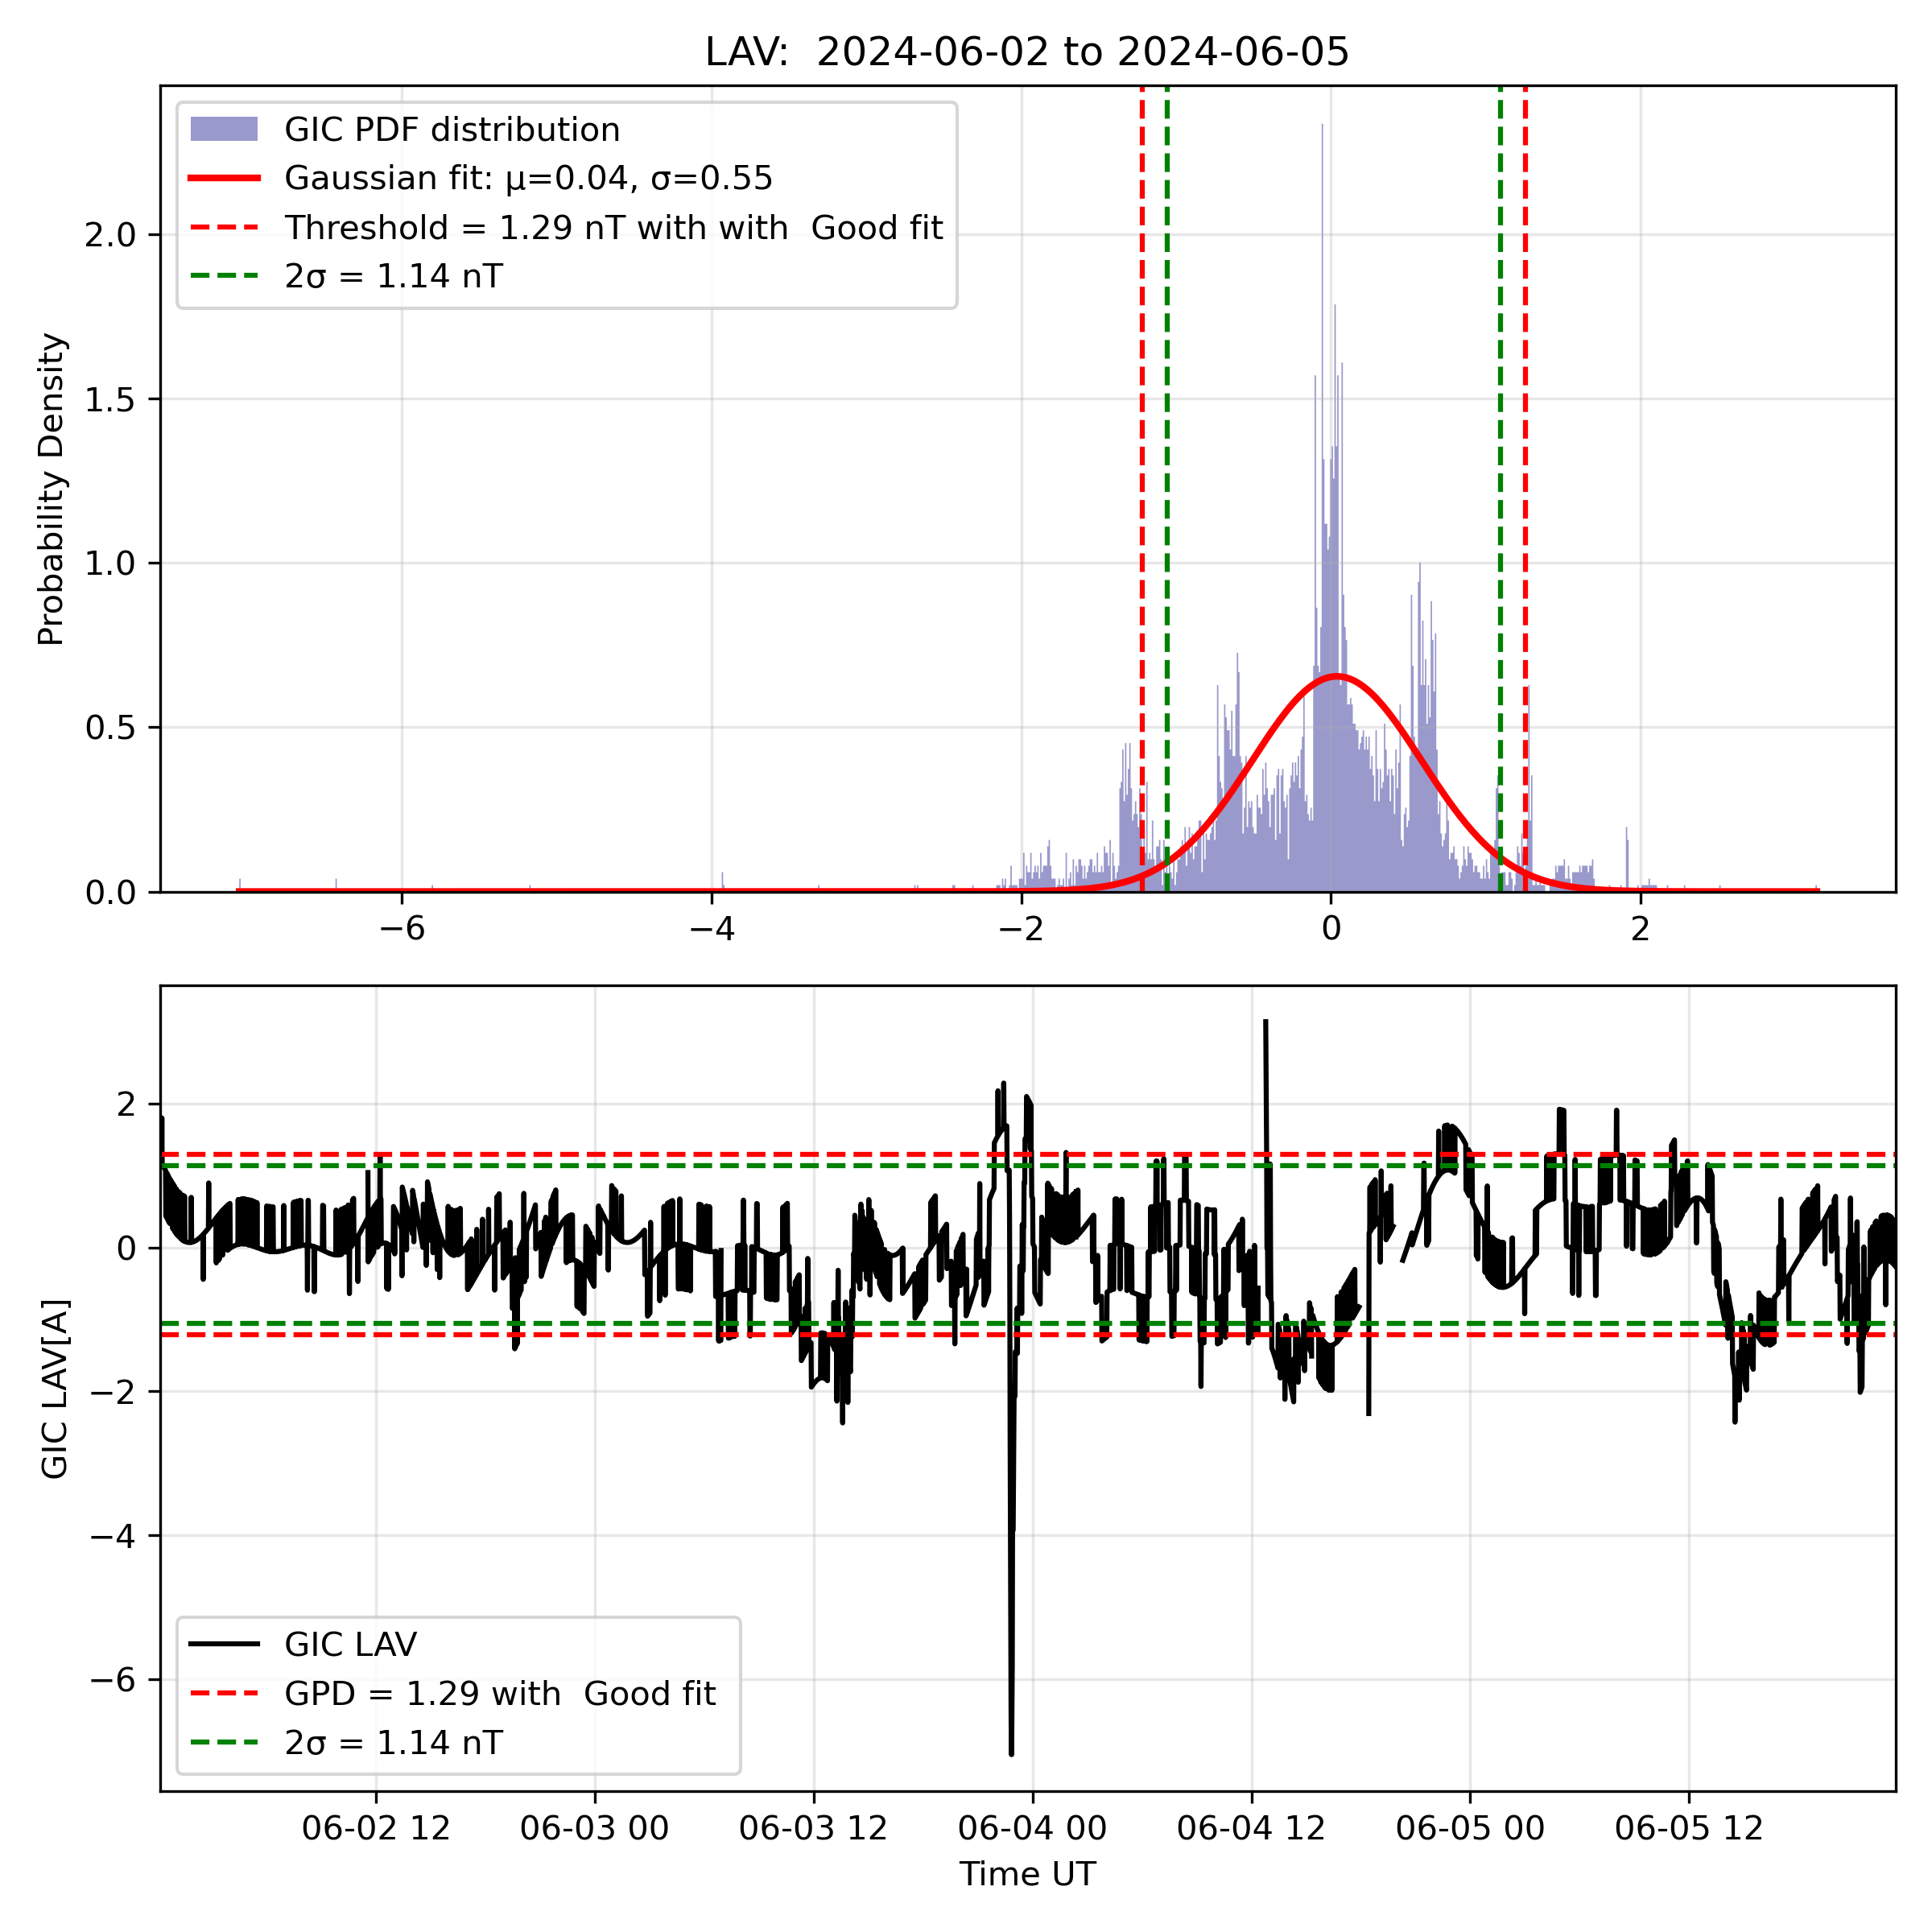 LAV:  2024-06-02 to 2024-06-05
GIC PDF distribution
Gaussian fit: μ=0.04, σ=0.55
Threshold = 1.29 nT with with  Good fit
2σ = 1.14 nT
Probability Density
2.0
1.5
1.0
0.5
0.0
−6 −4 −2 0 2
GIC LAV[A]
2
0
−2
−4
−6
GIC LAV
GPD = 1.29 with  Good fit
2σ = 1.14 nT
06-02 12 06-03 00 06-03 12 06-04 00 06-04 12 06-05 00 06-05 12
Time UT